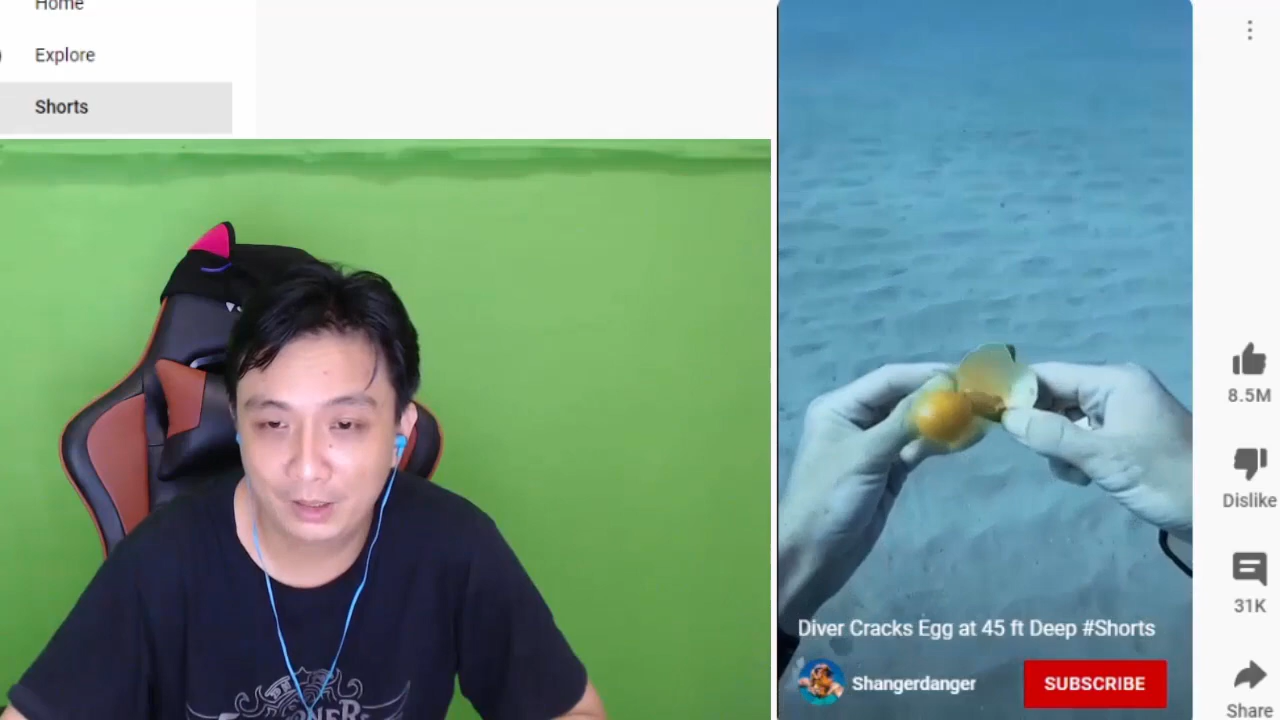 Home
Explore
Shorts
8.5M
Dislike
31K
Diver Cracks Egg at 45 ft Deep #Shorts
Shangerdanger
SUBSCRIBE
Share